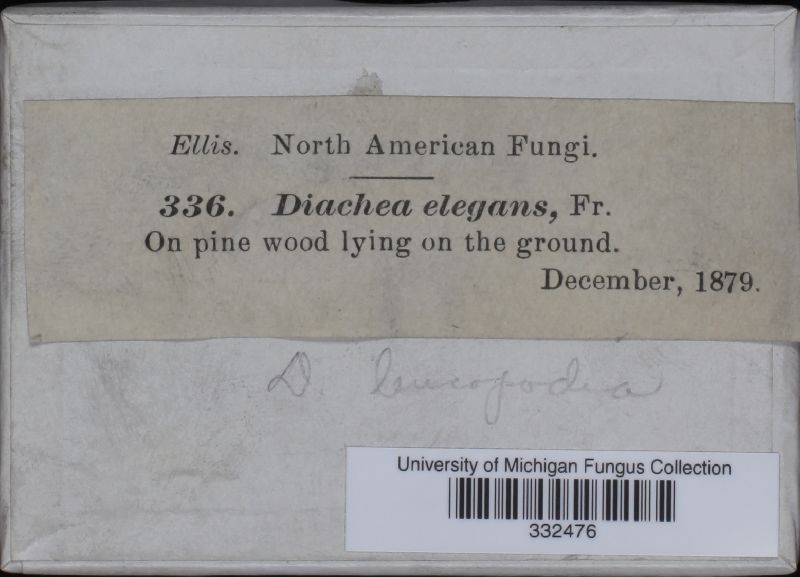 Ellis. North American Fungi.
336. Diachea elegans, Fr.
On pine wood lying on the ground.
December, 1879.
D. leucopodia
University of Michigan Fungus Collection
332476